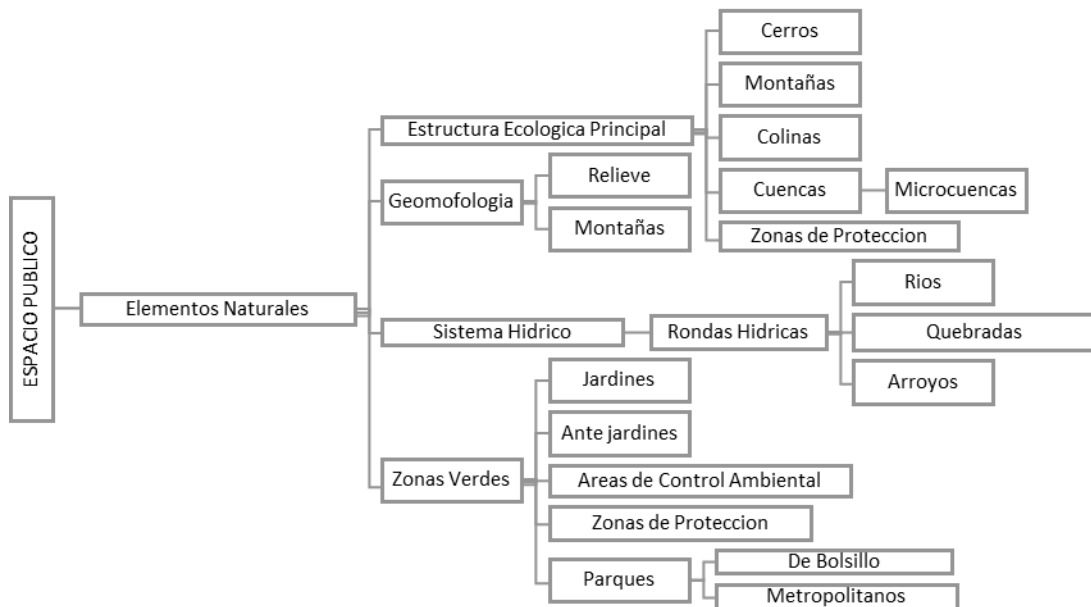 ESPACIO PUBLICO
Elementos Naturales
Estructura Ecologica Principal
Cerros
Montañas
Colinas
Cuencas
Microcuencas
Zonas de Proteccion
Geomofologia
Relieve
Montañas
Sistema Hidrico
Rondas Hidricas
Rios
Quebradas
Arroyos
Zonas Verdes
Jardines
Ante jardines
Areas de Control Ambiental
Zonas de Proteccion
Parques
De Bolsillo
Metropolitanos